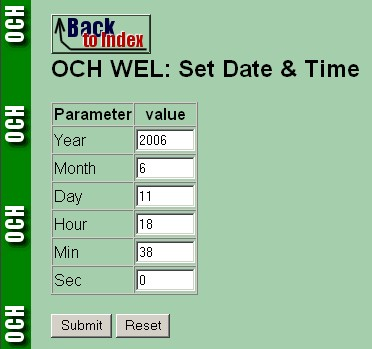 OCH
OCH
OCH
OCH
Back
to Index
OCH WEL: Set Date & Time
Parameter value
Year 2006
Month 6
Day 11
Hour 18
Min 38
Sec 0
Submit Reset